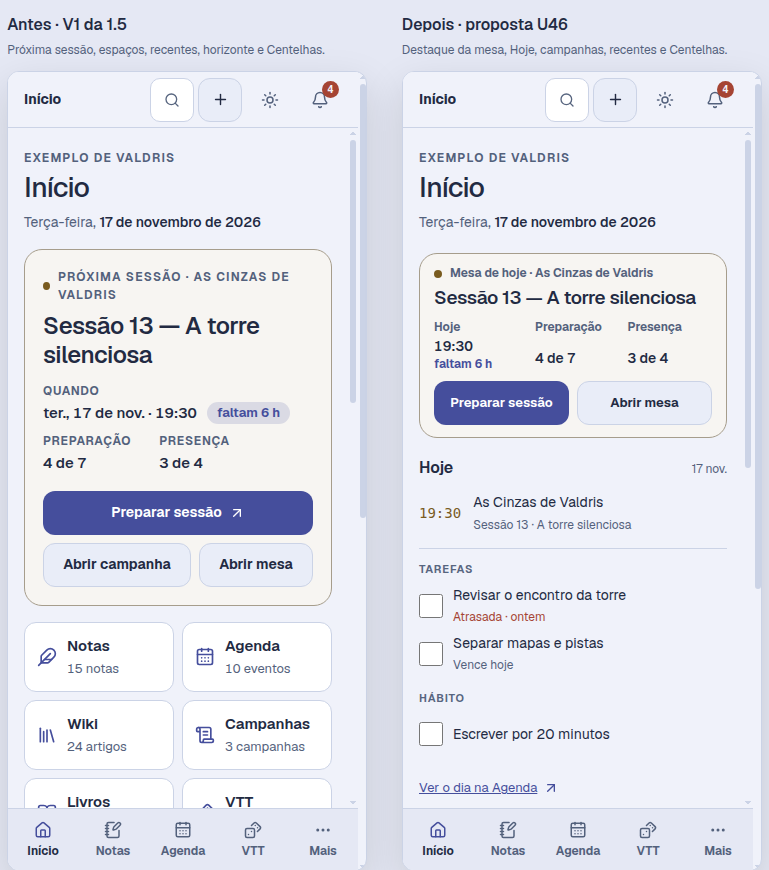 Antes · V1 da 1.5
Próxima sessão, espaços, recentes, horizonte e Centelhas.
Início
4
EXEMPLO DE VALDRIS
Início
Terça-feira, 17 de novembro de 2026
PRÓXIMA SESSÃO · AS CINZAS DE
VALDRIS
Sessão 13 — A torre
silenciosa
QUANDO
ter., 17 de nov. · 19:30 faltam 6 h
PREPARAÇÃO PRESENÇA
4 de 7 3 de 4
Preparar sessão
Abrir campanha Abrir mesa
Notas
15 notas
Agenda
10 eventos
Wiki
24 artigos
Campanhas
3 campanhas
Livros
VTT
Início Notas Agenda VTT Mais
Depois · proposta U46
Destaque da mesa, Hoje, campanhas, recentes e Centelhas.
Início
4
EXEMPLO DE VALDRIS
Início
Terça-feira, 17 de novembro de 2026
Mesa de hoje · As Cinzas de Valdris
Sessão 13 — A torre silenciosa
Hoje Preparação Presença
19:30
faltam 6 h
4 de 7 3 de 4
Preparar sessão Abrir mesa
Hoje 17 nov.
19:30 As Cinzas de Valdris
Sessão 13 · A torre silenciosa
TAREFAS
Revisar o encontro da torre
Atrasada · ontem
Separar mapas e pistas
Vence hoje
HÁBITO
Escrever por 20 minutos
Ver o dia na Agenda
Início Notas Agenda VTT Mais